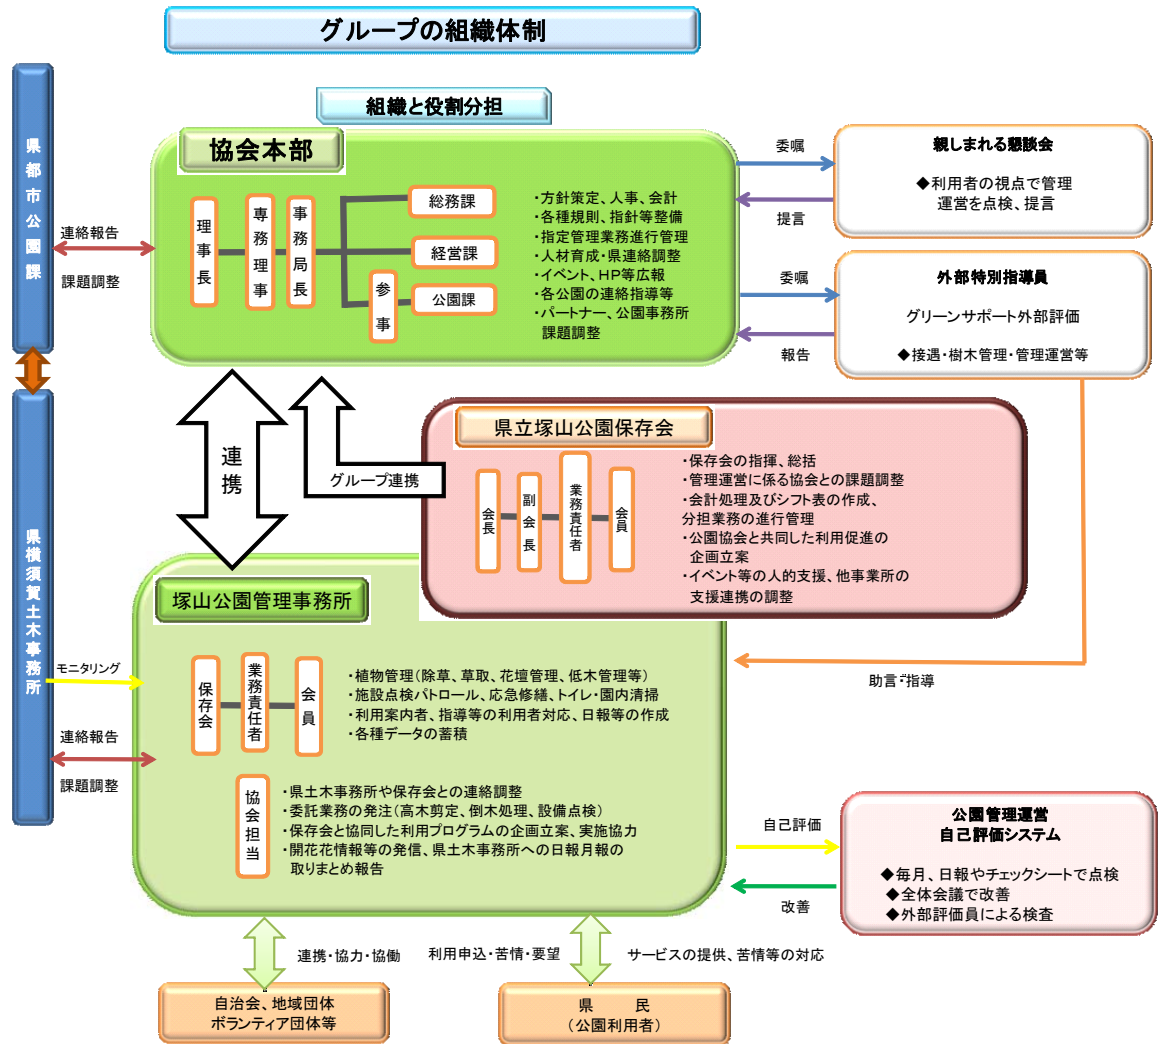 グループの組織体制
組織と役割分担
県都市公園課
連絡報告
課題調整
協会本部
理事長
専務理事
事務局長
参事
総務課
経営課
公園課
・方針策定、人事、会計
・各種規則、指針等整備
・指定管理業務進行管理
・人材育成・県連絡調整
・イベント、HP等広報
・各公園の連絡指導等
・パートナー、公園事務所
課題調整
委嘱
提言
親しまれる懇談会
◆利用者の視点で管理
運営を点検、提言
委嘱
報告
外部特別指導員
グリーンサポート外部評価
◆接遇・樹木管理・管理運営等
連携
グループ連携
県立塚山公園保存会
会長
副会長
業務責任者
会員
・保存会の指揮、総括
・管理運営に係る協会との課題調整
・会計処理及びシフト表の作成、
分担業務の進行管理
・公園協会と共同した利用促進の
企画立案
・イベント等の人的支援、他事業所の
支援連携の調整
助言・指導
県横須賀土木事務所
モニタリング
連絡報告
課題調整
塚山公園管理事務所
保存会
業務責任者
会員
・植物管理(除草、草取、花壇管理、低木管理等)
・施設点検パトロール、応急修繕、トイレ・園内清掃
・利用案内者、指導等の利用者対応、日報等の作成
・各種データの蓄積
協会担当
・県土木事務所や保存会との連絡調整
・委託業務の発注(高木剪定、倒木処理、設備点検)
・保存会と協同した利用プログラムの企画立案、実施協力
・開花花情報等の発信、県土木事務所への日報月報の
取りまとめ報告
自己評価
改善
公園管理運営
自己評価システム
◆毎月、日報やチェックシートで点検
◆全体会議で改善
◆外部評価員による検査
連携・協力・協働
利用申込・苦情・要望
サービスの提供、苦情等の対応
自治会、地域団体
ボランティア団体等
県　　民
(公園利用者)